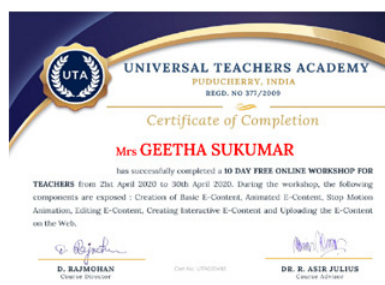 UTA
UNIVERSAL TEACHERS ACADEMY
PUDUCHERRY, INDIA
REGD. NO 377/2009
Certificate of Completion
Mrs GEETHA SUKUMAR
has successfully completed a 10 DAY FREE ONLINE WORKSHOP FOR
TEACHERS from 21st April 2020 to 30th April 2020. During the workshop, the following
components are exposed : Creation of Basic E-Content, Animated E-Content, Stop Motion
Animation, Editing E-Content, Creating Interactive E-Content and Uploading the E-Content
on the Web.
D. RAJMOHAN
Course Director
DR. R. ASIR JULIUS
Course Advisor